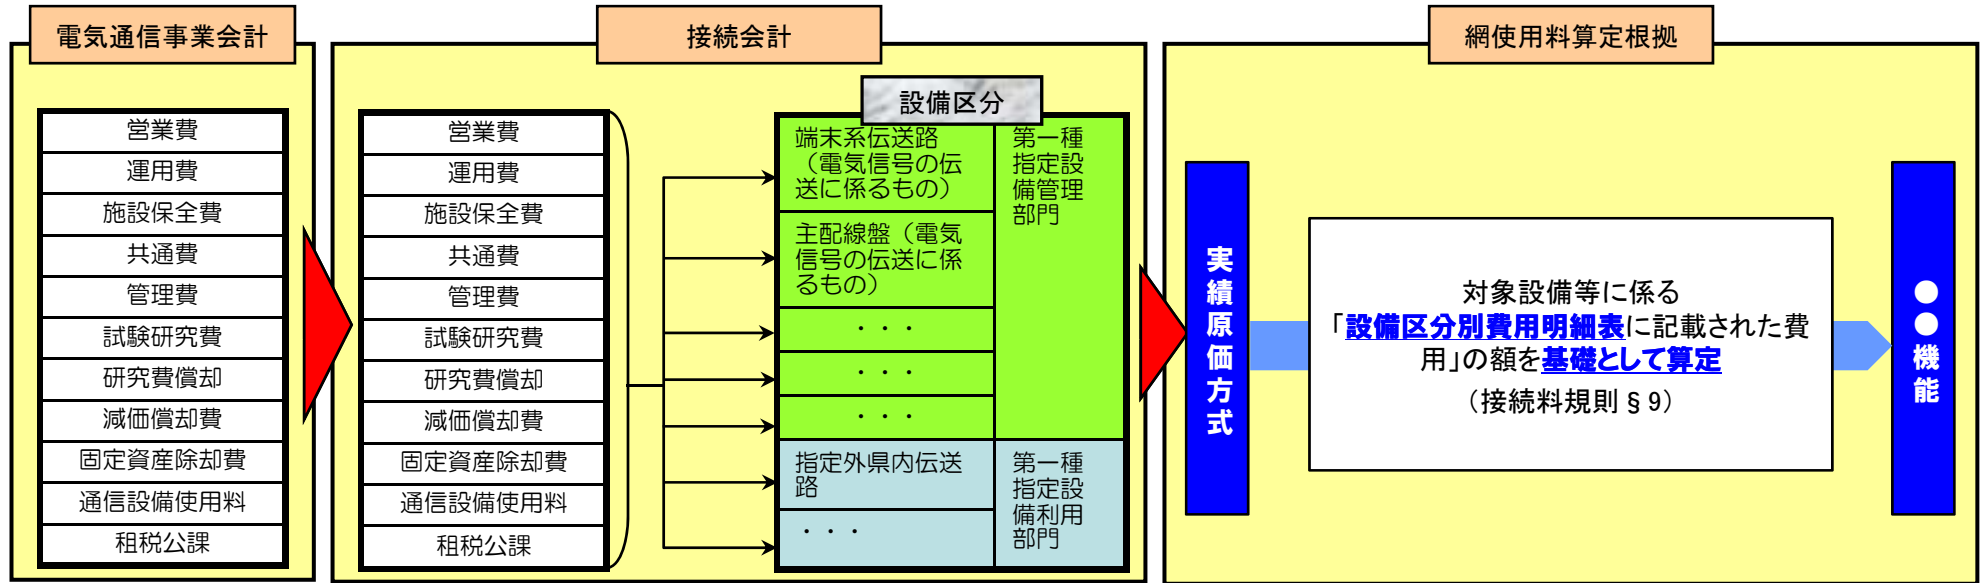 電気通信事業会計
営業費
運用費
施設保全費
共通費
管理費
試験研究費
研究費償却
減価償却費
固定資産除却費
通信設備使用料
租税公課
接続会計
営業費
運用費
施設保全費
共通費
管理費
試験研究費
研究費償却
減価償却費
固定資産除却費
通信設備使用料
租税公課
設備区分
端末系伝送路
（電気信号の伝
送に係るもの）
主配線盤（電気
信号の伝送に係
るもの）
・・・
・・・
・・・
第一種
指定設
備管理
部門
指定外県内伝送
路
・・・
第一種
指定設
備利用
部門
網使用料算定根拠
実績原価方式
対象設備等に係る
「設備区分別費用明細表に記載された費
用」の額を基礎として算定
（接続料規則§9）
●●機能